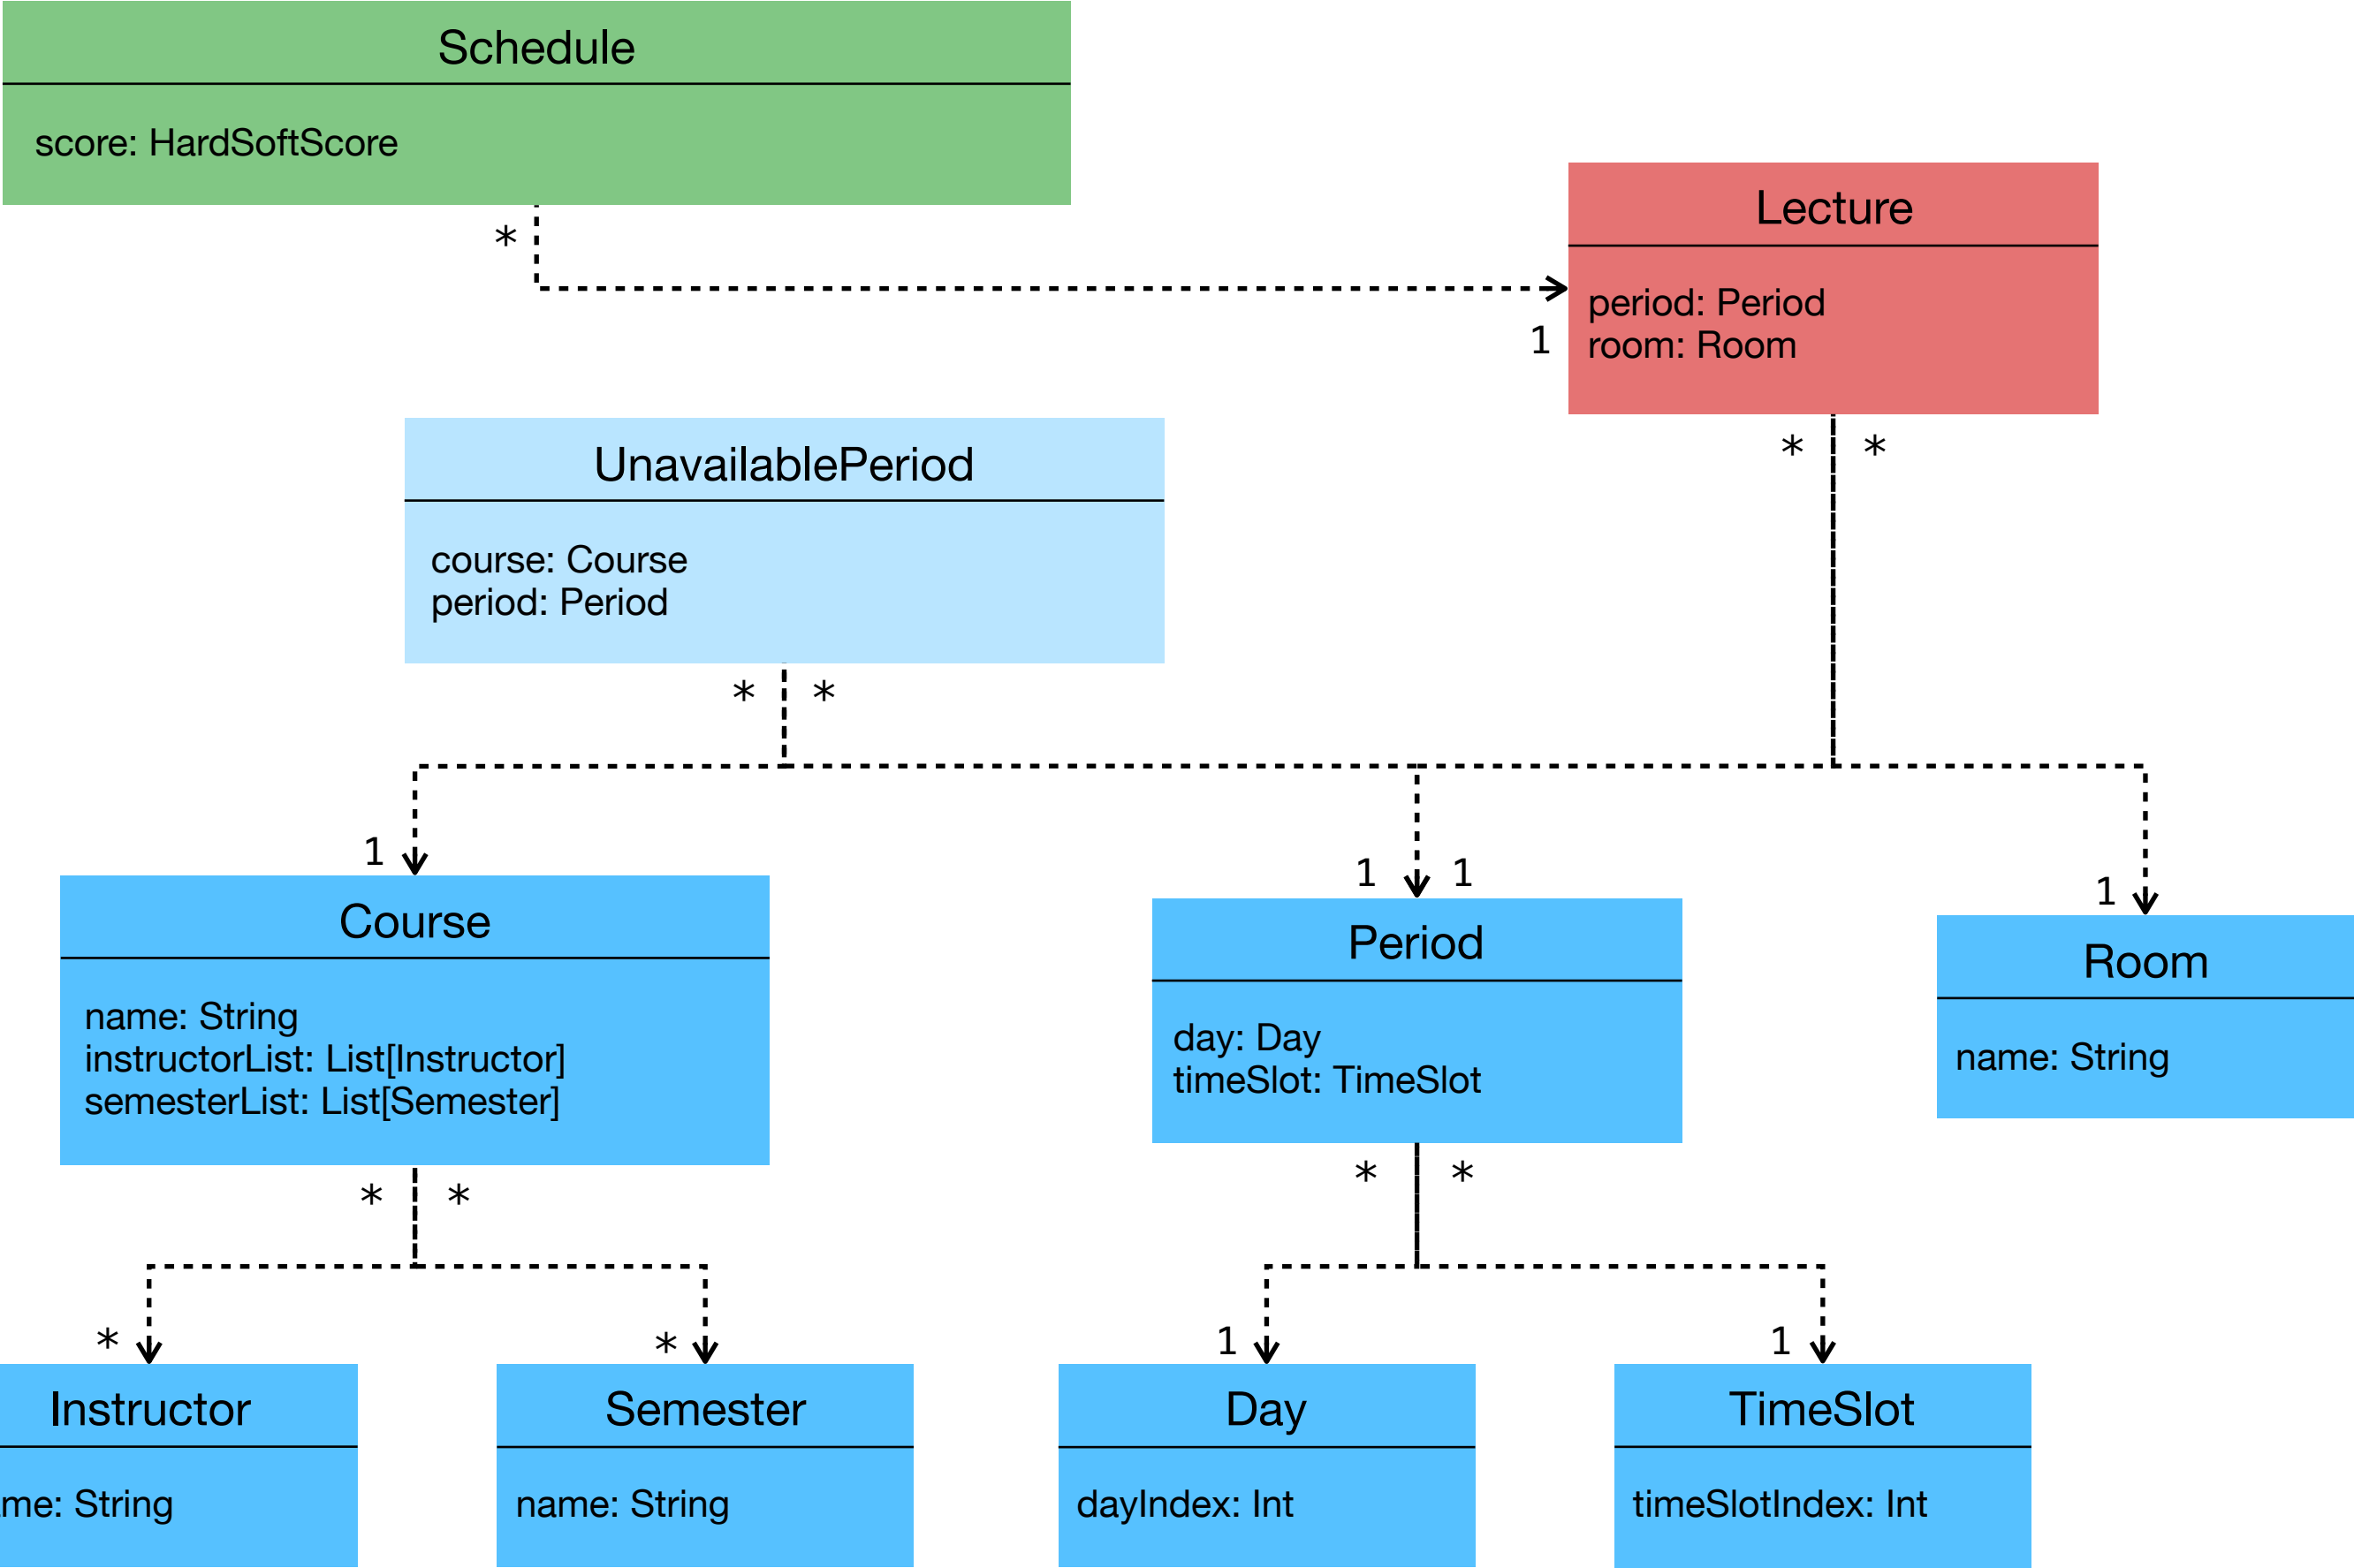 Schedule
score: HardSoftScore
*
Lecture
period: Period
room: Room
1
* *
UnavailablePeriod
course: Course
period: Period
* *
1
Course
name: String
instructorList: List[Instructor]
semesterList: List[Semester]
* *
1 1
Period
day: Day
timeSlot: TimeSlot
* *
1
Room
name: String
*
Instructor
me: String
*
Semester
name: String
1
Day
dayIndex: Int
1
TimeSlot
timeSlotIndex: Int